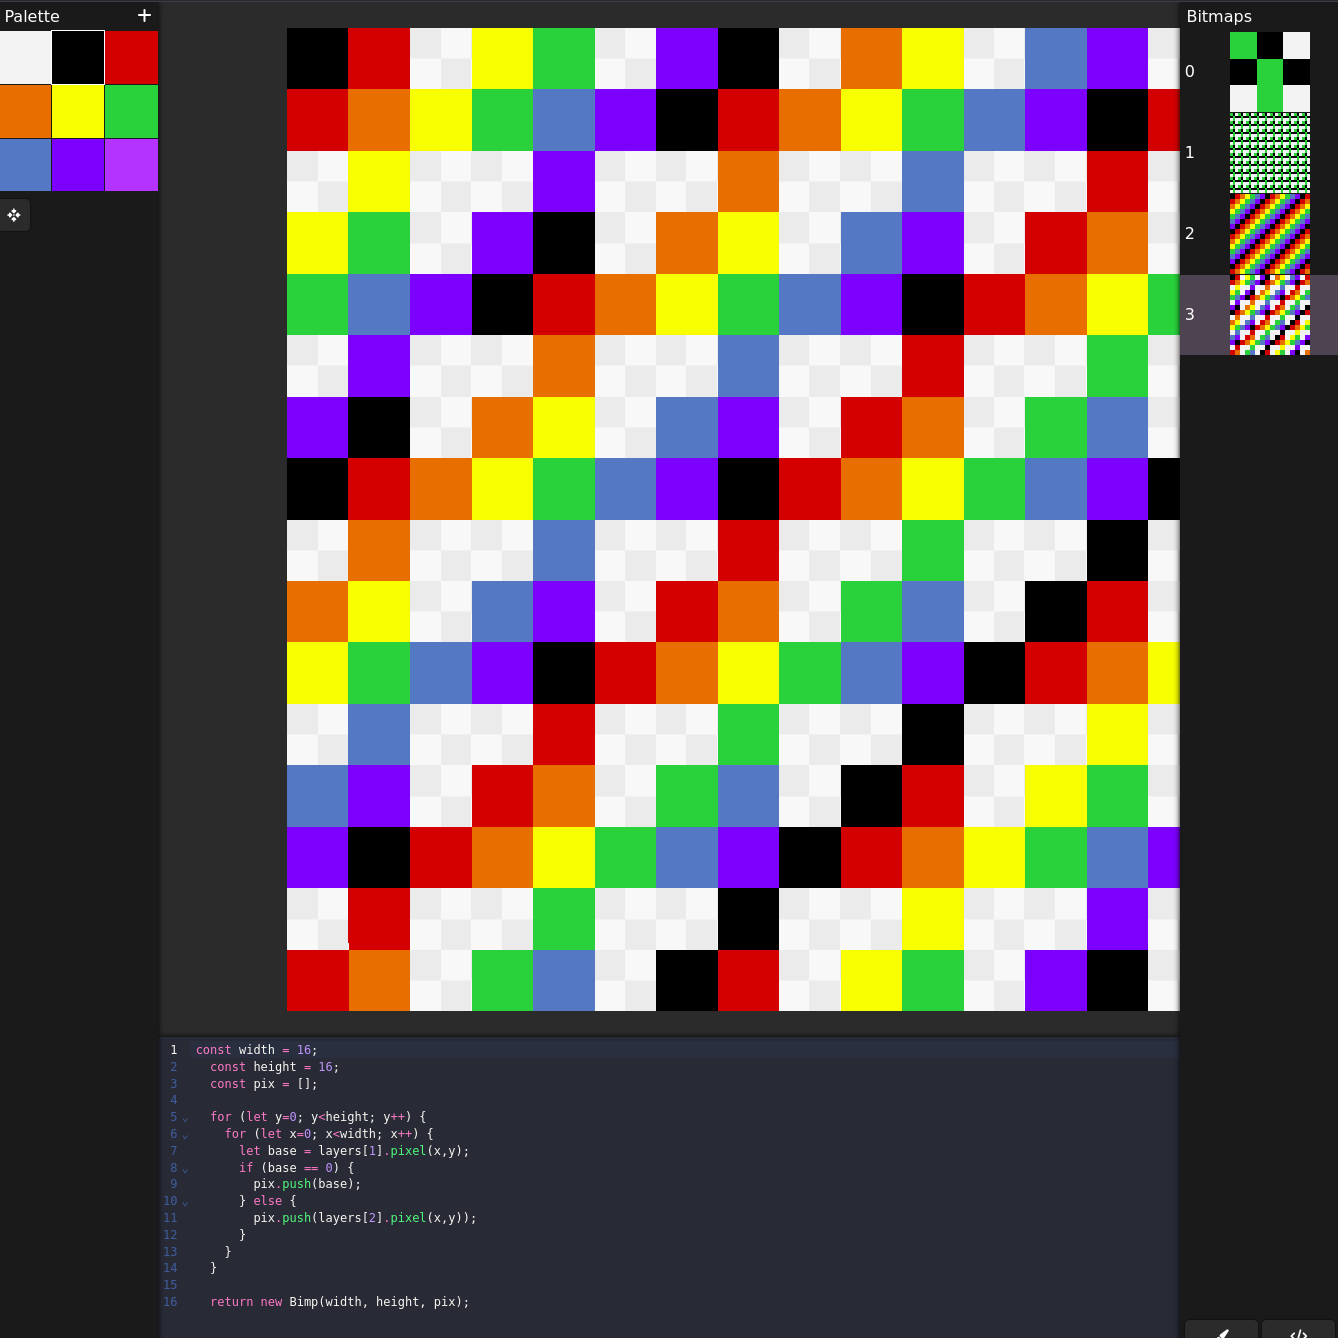 Palette +
Bitmaps
0
1
2
3
1 const width = 16;
2 const height = 16;
3 const pix = [];
4
5 for (let y=0; y<height; y++) {
6 for (let x=0; x<width; x++) {
7 let base = layers[1].pixel(x,y);
8 if (base == 0) {
9 pix.push(base);
10 } else {
11 pix.push(layers[2].pixel(x,y));
12 }
13 }
14 }
15
16 return new Bimp(width, height, pix);